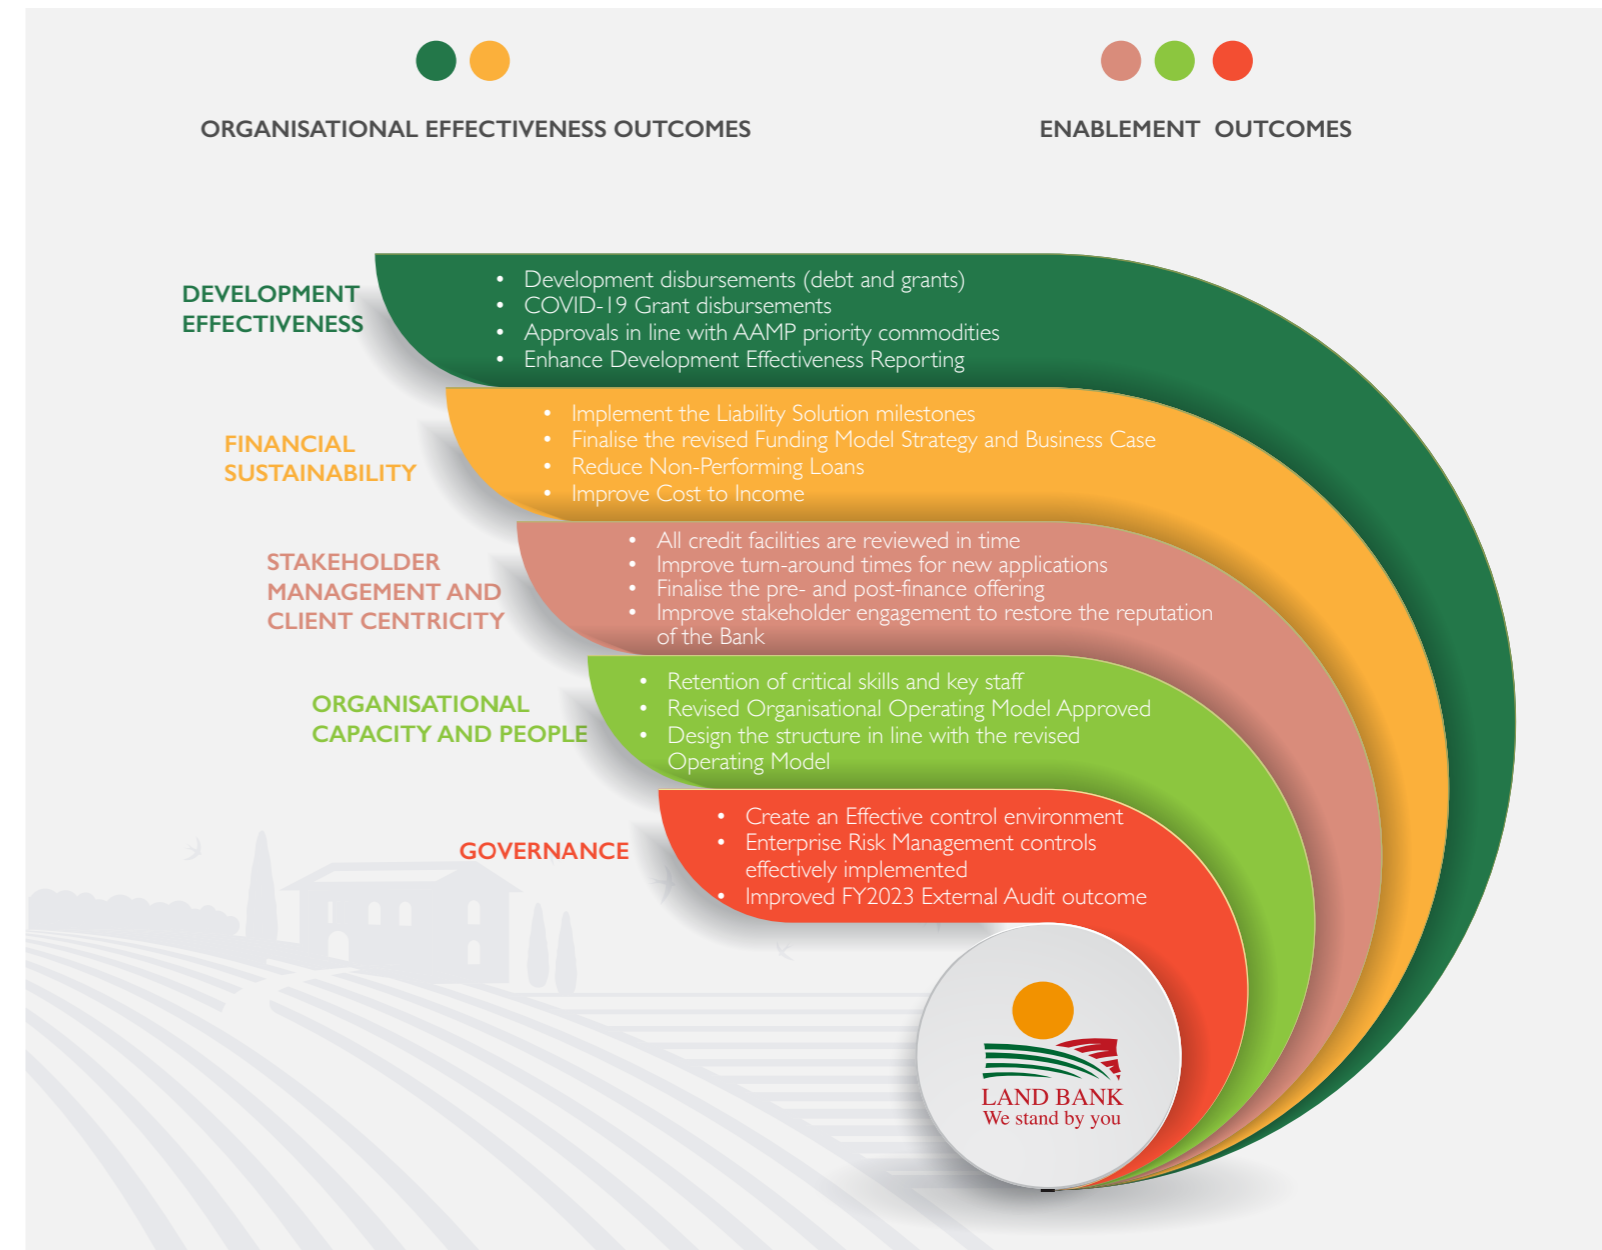 ORGANISATIONAL EFFECTIVENESS OUTCOMES
ENABLEMENT OUTCOMES
DEVELOPMENT
EFFECTIVENESS
• Development disbursements (debt and grants)
• COVID-19 Grant disbursements
• Approvals in line with AAMP priority commodities
• Enhance Development Effectiveness Reporting
FINANCIAL
SUSTAINABILITY
• Implement the Liability Solution milestones
• Finalise the revised Funding Model Strategy and Business Case
• Reduce Non-Performing Loans
• Improve Cost to Income
STAKEHOLDER
MANAGEMENT AND
CLIENT CENTRICITY
• All credit facilities are reviewed in time
• Improve turn-around times for new applications
• Finalise the pre- and post-finance offering
• Improve stakeholder engagement to restore the reputation
of the Bank
ORGANISATIONAL
CAPACITY AND PEOPLE
• Retention of critical skills and key staff
• Revised Organisational Operating Model Approved
• Design the structure in line with the revised
Operating Model
GOVERNANCE
• Create an Effective control environment
• Enterprise Risk Management controls
effectively implemented
• Improved FY2023 External Audit outcome
LAND BANK
We stand by you